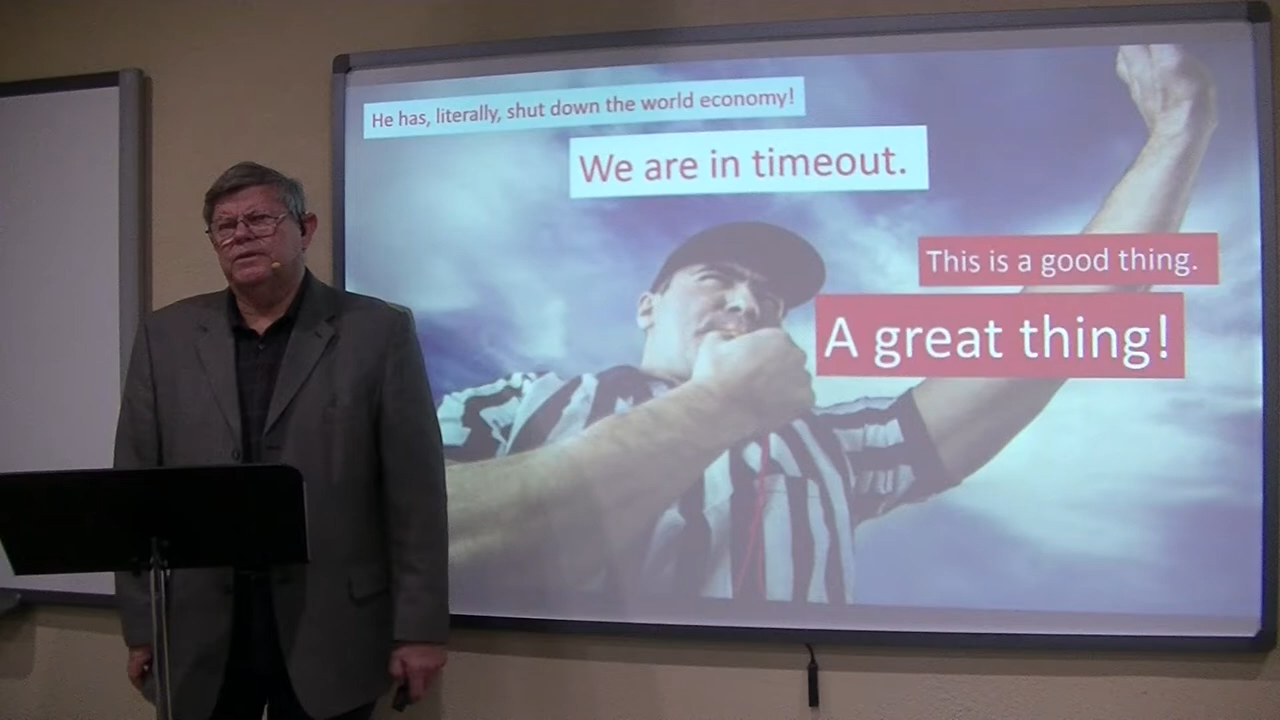 He has, literally, shut down the world economy!
We are in timeout.
This is a good thing.
A great thing!